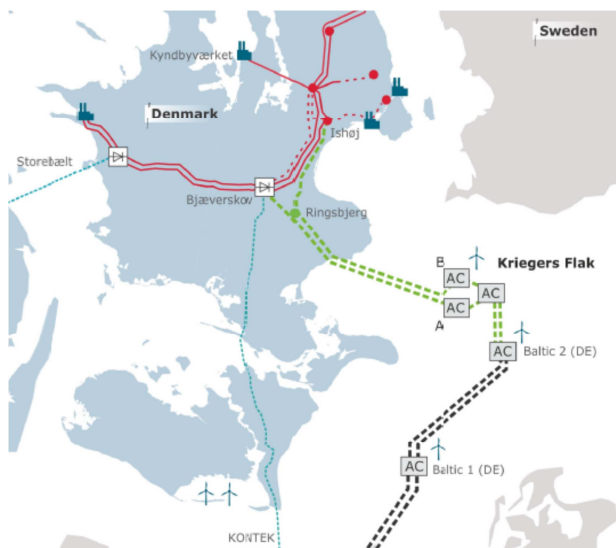 Sweden
Kyndbyværket
Denmark
Ishøj
Storebælt
Bjæverskov
Ringsbjerg
B
AC
Kriegers Flak
AC
AC
A
AC
Baltic 2 (DE)
AC
Baltic 1 (DE)
KONTEK